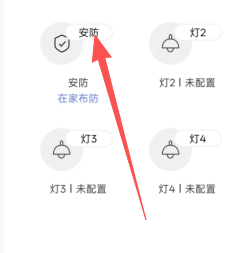 安防
灯2
安防
灯2 | 未配置
在家布防
灯3
灯4
灯3 | 未配置
灯4 | 未配置